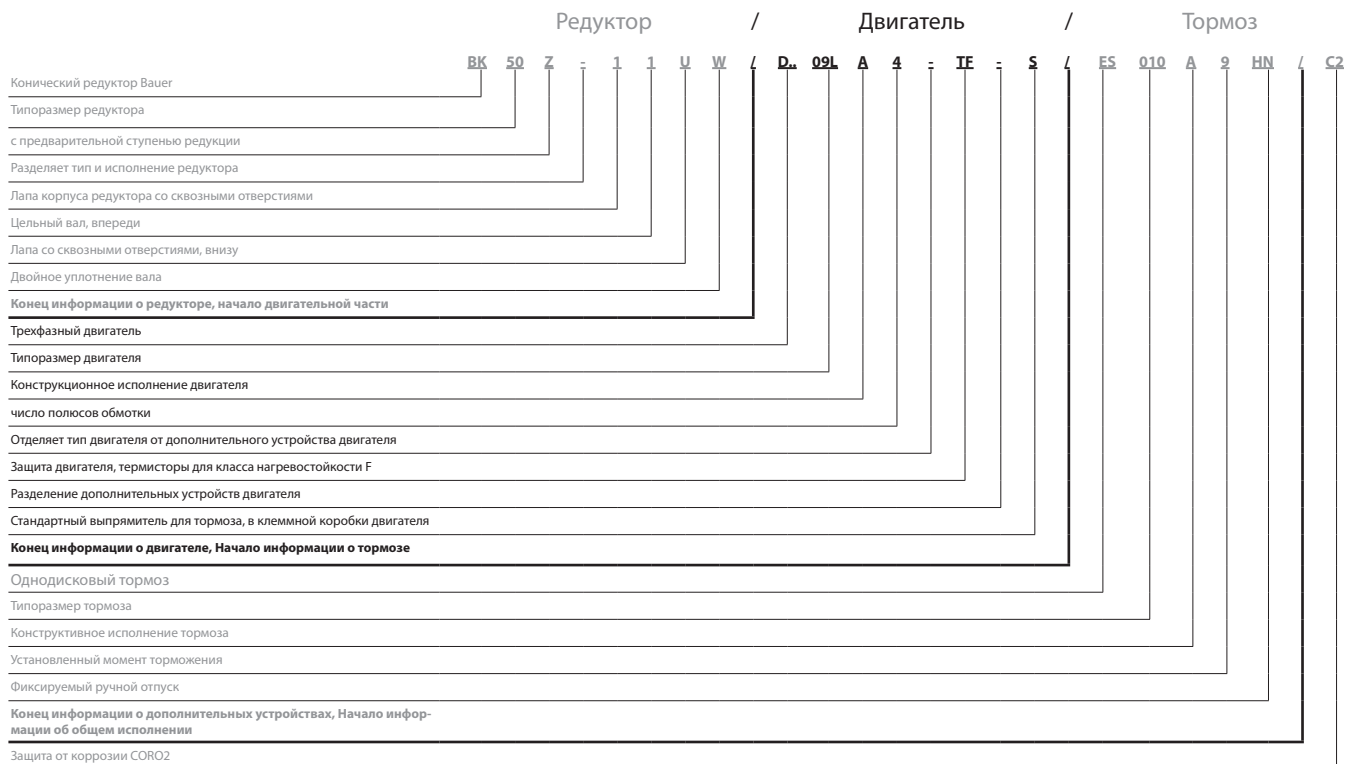 Редуктор / Двигатель / Тормоз
BK 50 Z - 1 1 U W / D.. 09L A 4 - TF - S / ES 010 A 9 HN / C2
Конический редуктор Bauer
Типоразмер редуктора
с предварительной ступенью редукции
Разделяет тип и исполнение редуктора
Лапа корпуса редуктора со сквозными отверстиями
Цельный вал, впереди
Лапа со сквозными отверстиями, внизу
Двойное уплотнение вала
Конец информации о редукторе, начало двигательной части
Трехфазный двигатель
Типоразмер двигателя
Конструкционное исполнение двигателя
число полюсов обмотки
Отделяет тип двигателя от дополнительного устройства двигателя
Защита двигателя, термисторы для класса нагревостойкости F
Разделение дополнительных устройств двигателя
Стандартный выпрямитель для тормоза, в клеммной коробки двигателя
Конец информации о двигателе, Начало информации о тормозе
Однодисковый тормоз
Типоразмер тормоза
Конструктивное исполнение тормоза
Установленный момент торможения
Фиксируемый ручной отпуск
Конец информации о дополнительных устройствах, Начало инфор-
мации об общем исполнении
Защита от коррозии CORO2